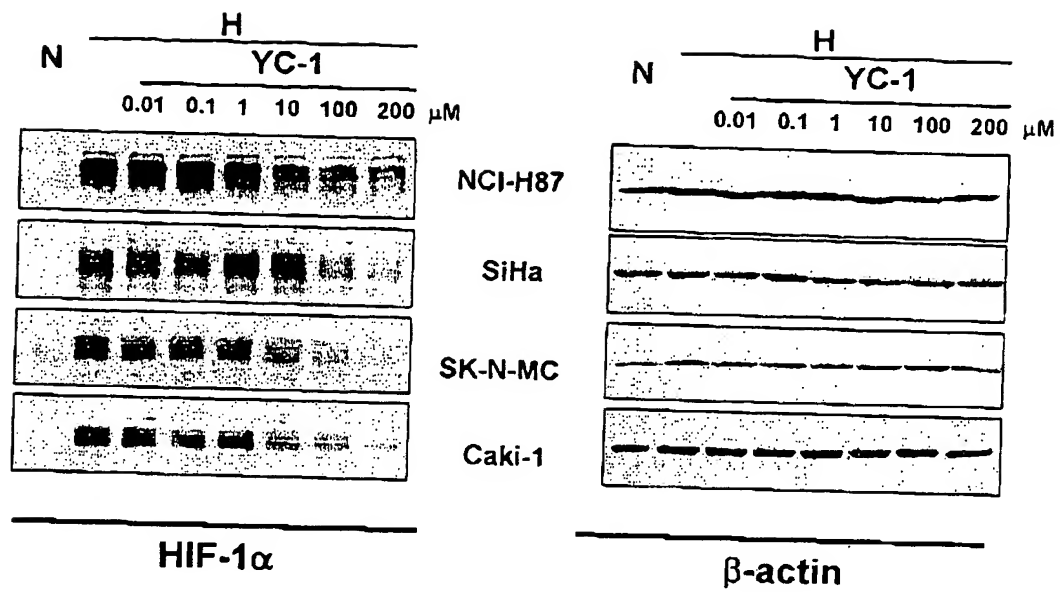 H
N
YC-1
0.01 0.1 1 10 100 200 μM
H
N
YC-1
0.01 0.1 1 10 100 200 μM
NCI-H87
SiHa
SK-N-MC
Caki-1
HIF-1α
β-actin